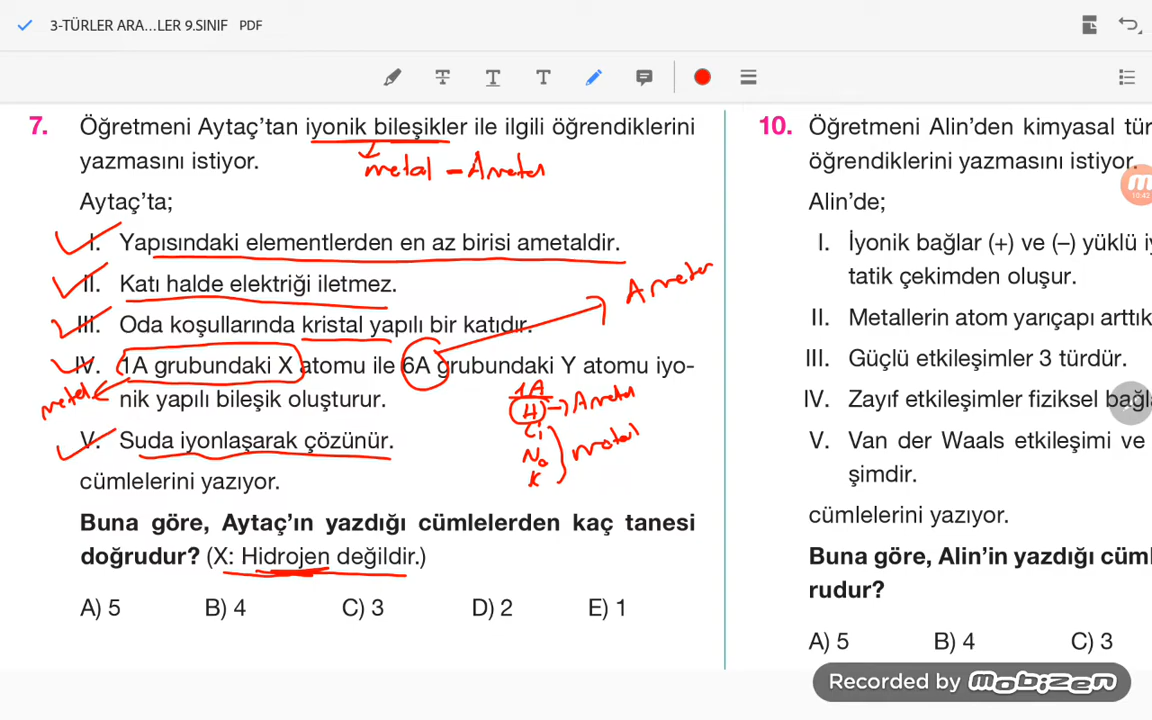 3-TÜRLER ARA...LER 9.SINIF PDF
7. Öğretmeni Aytaç'tan iyonik bileşikler ile ilgili öğrendiklerini
yazmasını istiyor.
metal - Ametal
Aytaç'ta;
I. Yapısındaki elementlerden en az birisi ametaldir.
II. Katı halde elektriği iletmez.
Ametal
III. Oda koşullarında kristal yapılı bir katıdır.
IV. 1A grubundaki X atomu ile 6A grubundaki Y atomu iyo-
metal
nik yapılı bileşik oluşturur.
1A
H → Ametal
Li
Na
K
metal
V. Suda iyonlaşarak çözünür.
cümlelerini yazıyor.
Buna göre, Aytaç'ın yazdığı cümlelerden kaç tanesi
doğrudur? (X: Hidrojen değildir.)
A) 5 B) 4 C) 3 D) 2 E) 1
10. Öğretmeni Alin'den kimyasal tür
öğrendiklerini yazmasını istiyor.
Alin'de;
I. İyonik bağlar (+) ve (–) yüklü iy
tatik çekimden oluşur.
II. Metallerin atom yarıçapı arttık
III. Güçlü etkileşimler 3 türdür.
IV. Zayıf etkileşimler fiziksel bağla
V. Van der Waals etkileşimi ve
şimdir.
cümlelerini yazıyor.
Buna göre, Alin'in yazdığı cüml
rudur?
A) 5 B) 4 C) 3
Recorded by mobizen